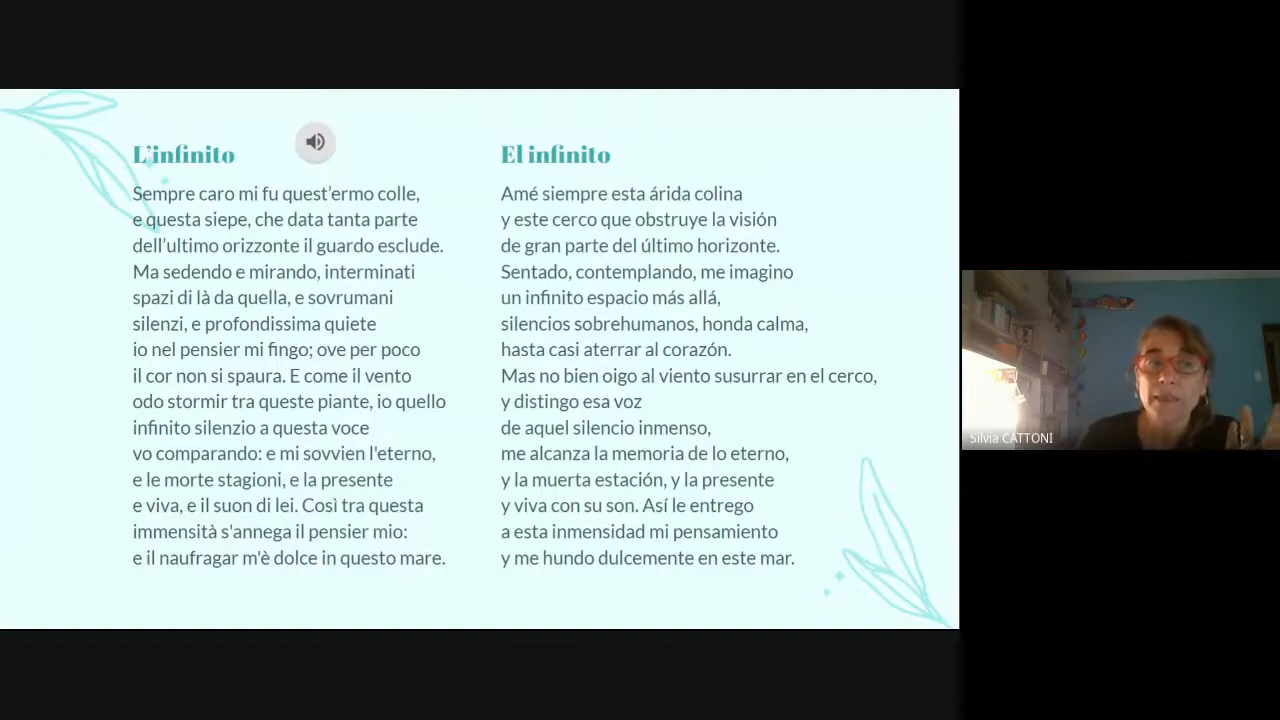 L'infinito
Sempre caro mi fu quest'ermo colle,
e questa siepe, che data tanta parte
dell'ultimo orizzonte il guardo esclude.
Ma sedendo e mirando, interminati
spazi di là da quella, e sovrumani
silenzi, e profondissima quiete
io nel pensier mi fingo; ove per poco
il cor non si spaura. E come il vento
odo stormir tra queste piante, io quello
infinito silenzio a questa voce
vo comparando: e mi sovvien l'eterno,
e le morte stagioni, e la presente
e viva, e il suon di lei. Così tra questa
immensità s'annega il pensier mio:
e il naufragar m'è dolce in questo mare.
El infinito
Amé siempre esta árida colina
y este cerco que obstruye la visión
de gran parte del último horizonte.
Sentado, contemplando, me imagino
un infinito espacio más allá,
silencios sobrehumanos, honda calma,
hasta casi aterrar al corazón.
Mas no bien oigo al viento susurrar en el cerco,
y distingo esa voz
de aquel silencio inmenso,
me alcanza la memoria de lo eterno,
y la muerta estación, y la presente
y viva con su son. Así le entrego
a esta inmensidad mi pensamiento
y me hundo dulcemente en este mar.
Silvia CATTONI